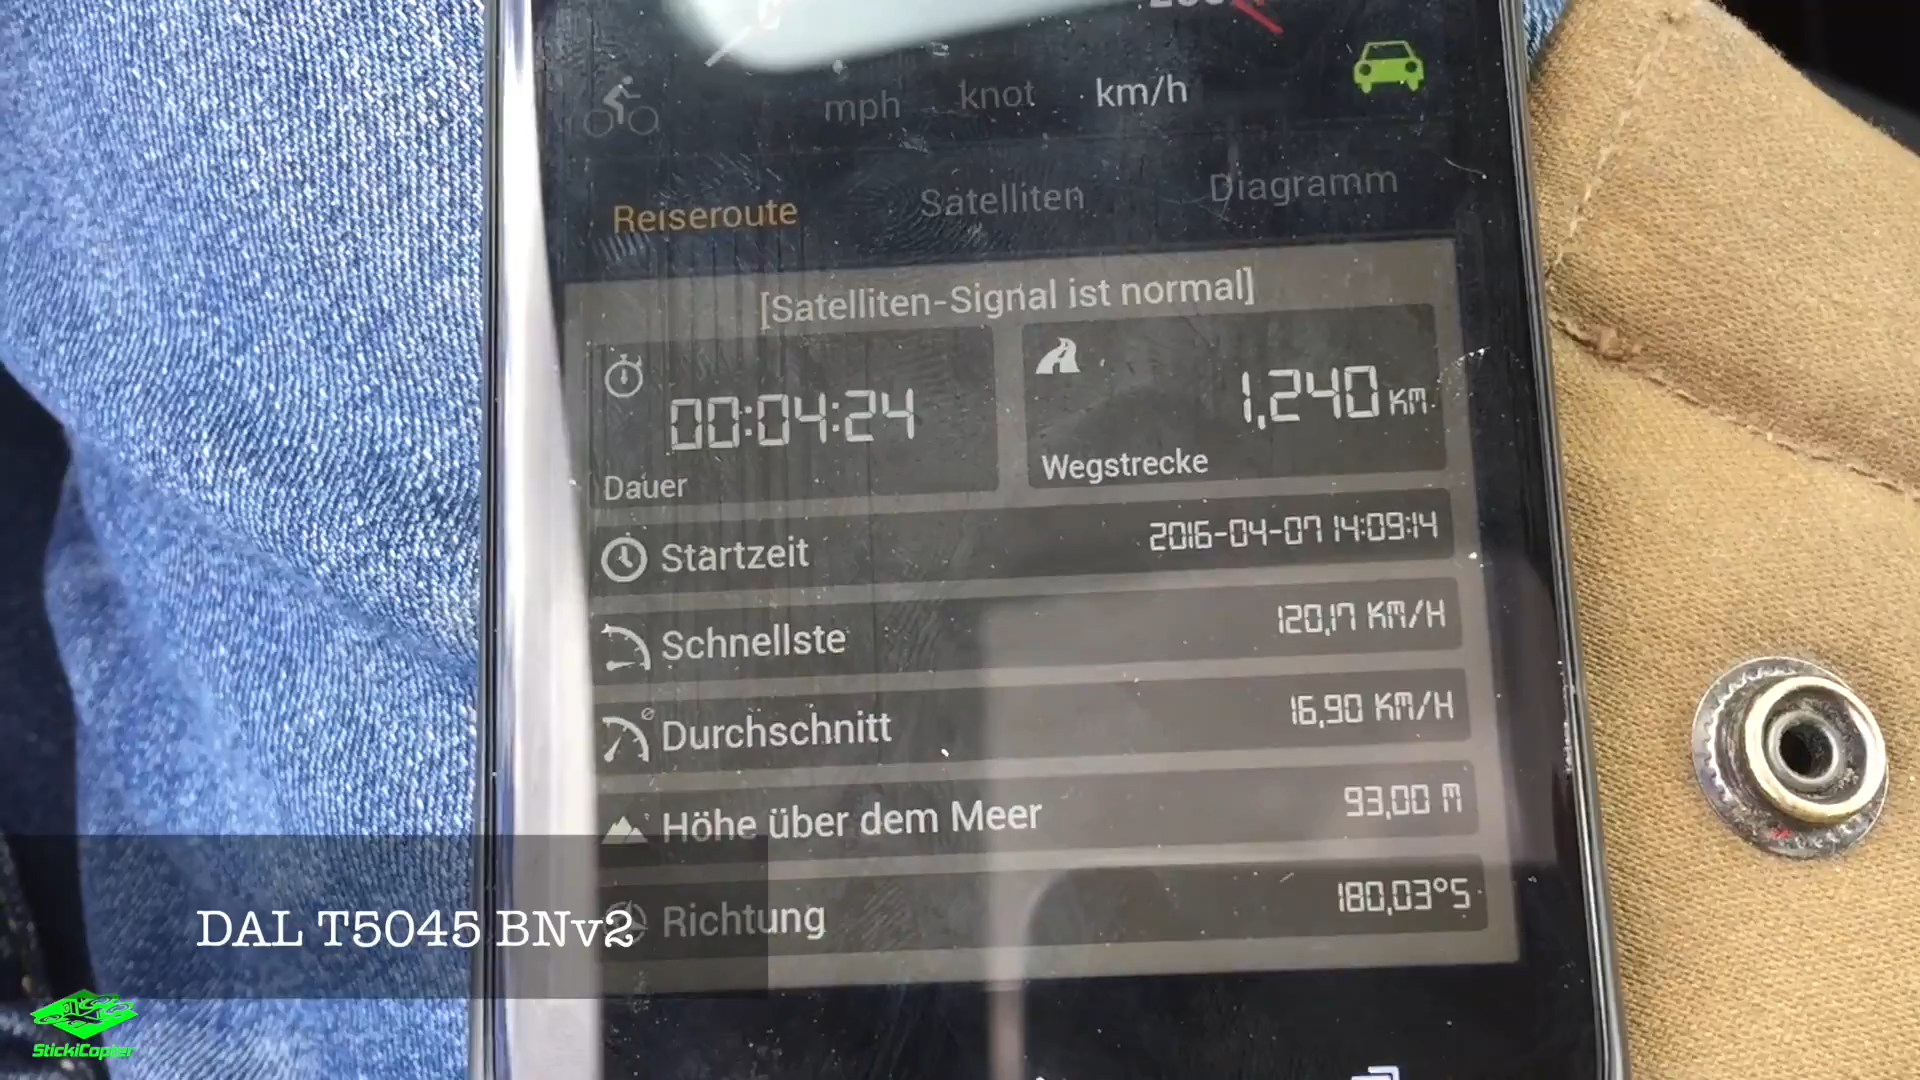 mph knot km/h
Reiseroute Satelliten Diagramm
[Satelliten-Signal ist normal]
00:04:24
Dauer
1,240 KM
Wegstrecke
Startzeit 2016-04-07 14:09:14
Schnellste 120,17 KM/H
Durchschnitt 16,90 KM/H
Höhe über dem Meer 93,00 M
Richtung 180,03°S
DAL T5045 BNv2
StickiCopter